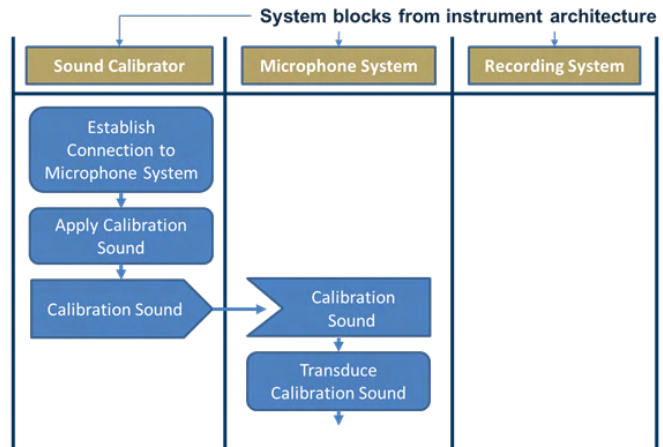 System blocks from instrument architecture
Sound Calibrator
Microphone System
Recording System
Establish
Connection to
Microphone System
Apply Calibration
Sound
Calibration Sound
Calibration
Sound
Transduce
Calibration Sound